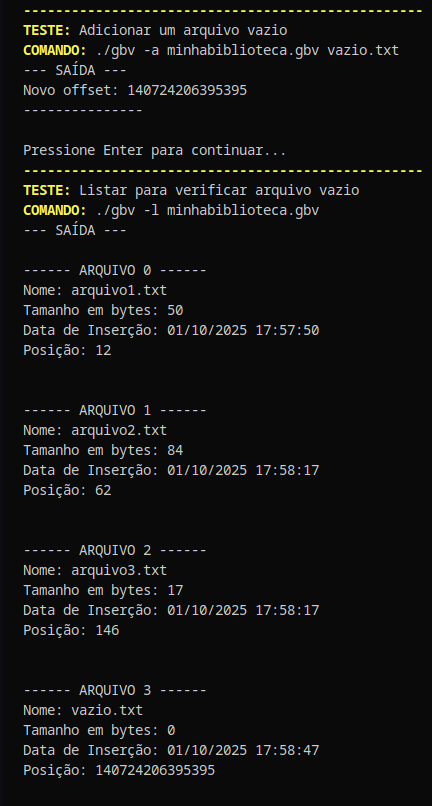 --------------------------------------------------
TESTE: Adicionar um arquivo vazio
COMANDO: ./gbv -a minhabiblioteca.gbv vazio.txt
--- SAÍDA ---
Novo offset: 140724206395395
---------------
Pressione Enter para continuar...
--------------------------------------------------
TESTE: Listar para verificar arquivo vazio
COMANDO: ./gbv -l minhabiblioteca.gbv
--- SAÍDA ---
------ ARQUIVO 0 ------
Nome: arquivo1.txt
Tamanho em bytes: 50
Data de Inserção: 01/10/2025 17:57:50
Posição: 12
------ ARQUIVO 1 ------
Nome: arquivo2.txt
Tamanho em bytes: 84
Data de Inserção: 01/10/2025 17:58:17
Posição: 62
------ ARQUIVO 2 ------
Nome: arquivo3.txt
Tamanho em bytes: 17
Data de Inserção: 01/10/2025 17:58:17
Posição: 146
------ ARQUIVO 3 ------
Nome: vazio.txt
Tamanho em bytes: 0
Data de Inserção: 01/10/2025 17:58:47
Posição: 140724206395395